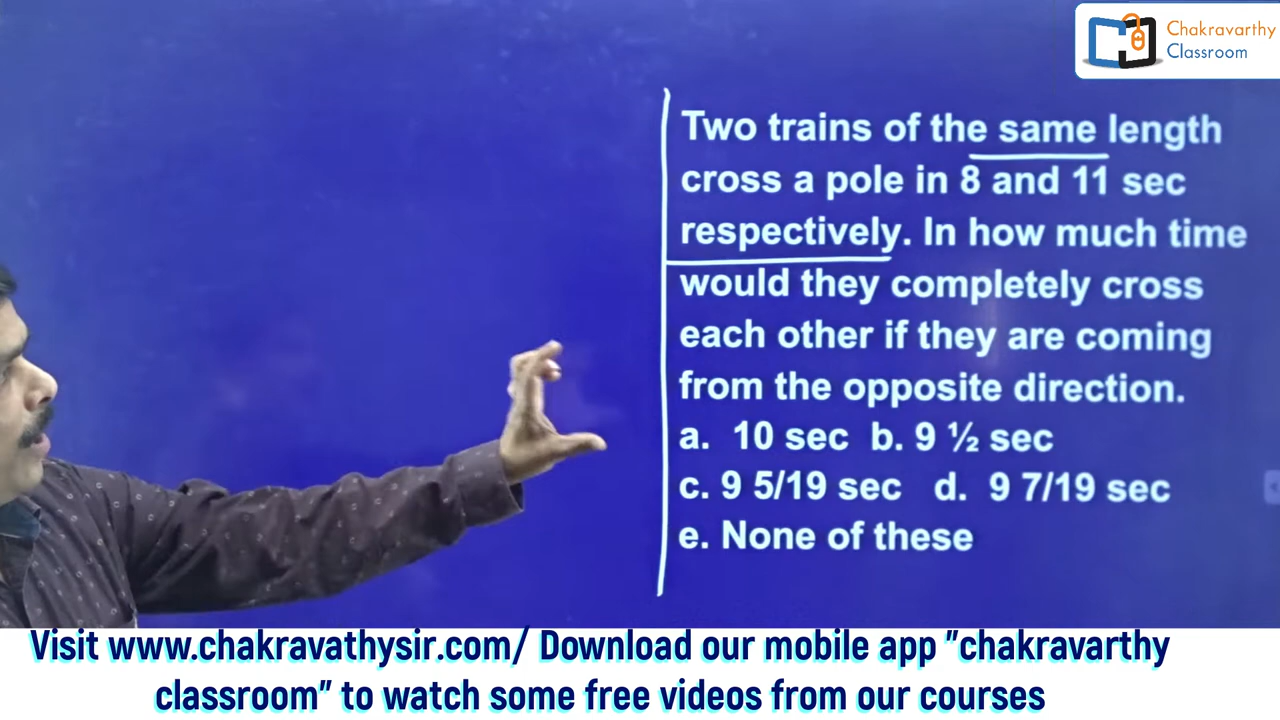 Chakravarthy
Classroom
Two trains of the same length
cross a pole in 8 and 11 sec
respectively. In how much time
would they completely cross
each other if they are coming
from the opposite direction.
a. 10 sec b. 9 ½ sec
c. 9 5/19 sec d. 9 7/19 sec
e. None of these
Visit www.chakravathysir.com/ Download our mobile app "chakravarthy
classroom" to watch some free videos from our courses